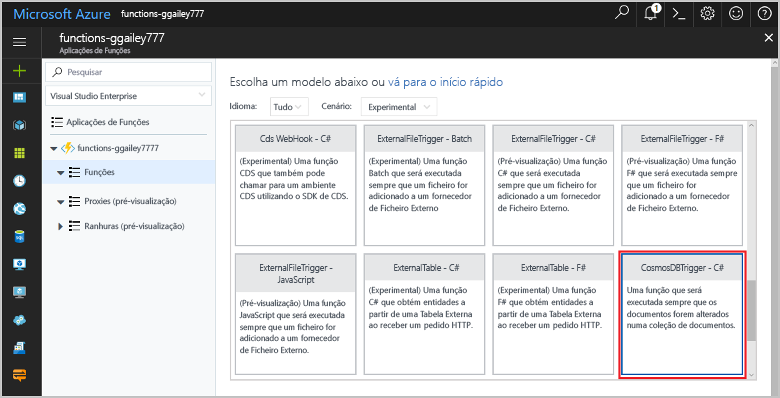 Microsoft Azure functions-ggailey777
1
functions-ggailey777
Aplicações de Funções
Pesquisar
Visual Studio Enterprise
Aplicações de Funções
functions-ggailey7777
Funções
Proxies (pré-visualização)
Ranhuras (pré-visualização)
Escolha um modelo abaixo ou vá para o início rápido
Idioma: Tudo Cenário: Experimental
Cds WebHook - C#
(Experimental) Uma função
CDS que também pode
chamar para um ambiente
CDS utilizando o SDK de CDS.
ExternalFileTrigger - Batch
(Experimental) Uma função
Batch que será executada
sempre que um ficheiro for
adicionado a um fornecedor
de Ficheiro Externo
ExternalFileTrigger - C#
(Pré-visualização) Uma função
C# que será executada
sempre que um ficheiro for
adicionado a um fornecedor
de Ficheiro Externo.
ExternalFileTrigger - F#
(Pré-visualização) Uma função
F# que será executada sempre
que um ficheiro for
adicionado a um fornecedor
de Ficheiro Externo.
ExternalFileTrigger -
JavaScript
(Pré-visualização) Uma função
JavaScript que será executada
sempre que um ficheiro for
adicionado a um fornecedor
de Ficheiro Externo.
ExternalTable - C#
(Experimental) Uma função
C# que obtém entidades a
partir de uma Tabela Externa
ao receber um pedido HTTP.
ExternalTable - F#
(Experimental) Uma função
F# que obtém entidades a
partir de uma Tabela Externa
ao receber um pedido HTTP.
CosmosDBTrigger - C#
Uma função que será
executada sempre que os
documentos forem alterados
numa coleção de documentos.